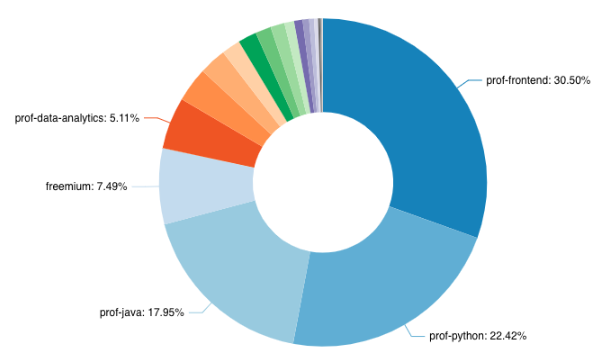 prof-frontend: 30.50%
prof-data-analytics: 5.11%
freemium: 7.49%
prof-java: 17.95%
prof-python: 22.42%